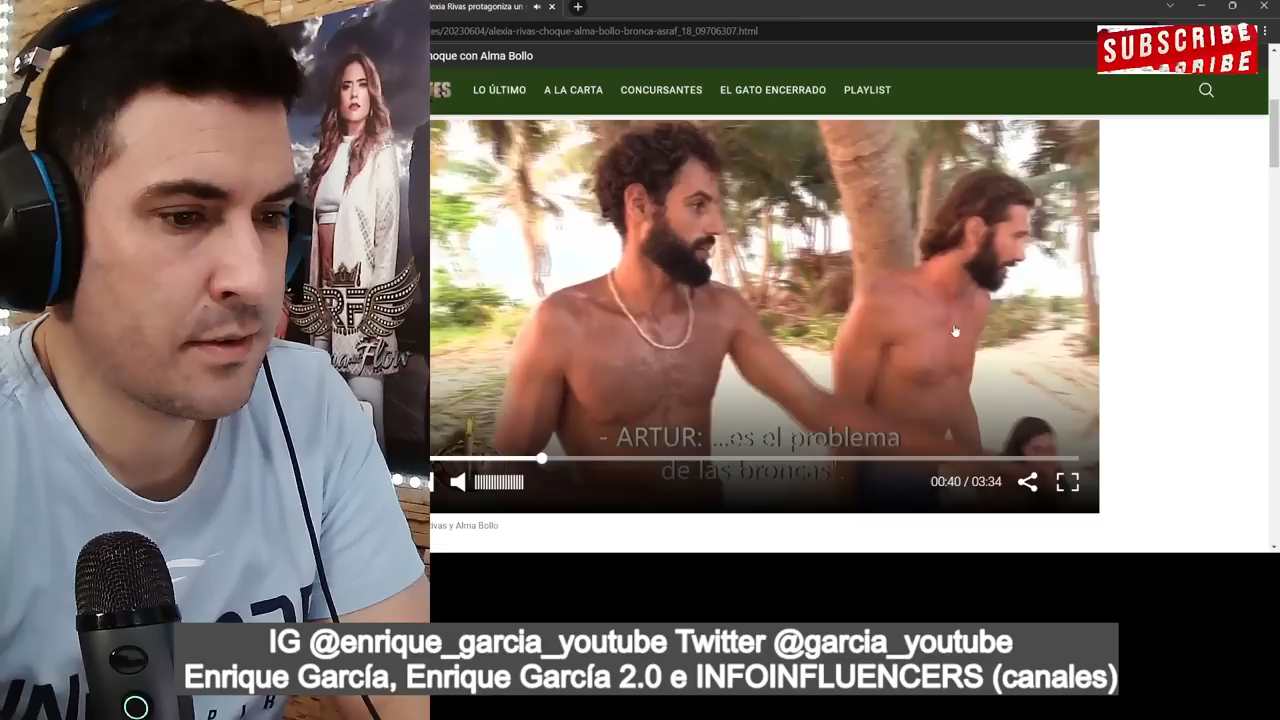 alexia Rivas protagoniza un
es/20230604/alexia-rivas-choque-alma-bollo-bronca-asraf_18_09706307.html
SUBSCRIBE
hoque con Alma Bollo
LO ÚLTIMO
A LA CARTA
CONCURSANTES
EL GATO ENCERRADO
PLAYLIST
RF
Flow
- ARTUR: ...es el problema
de las broncas".
00:40 / 03:34
ivas y Alma Bollo
IG @enrique_garcia_youtube Twitter @garcia_youtube
Enrique García, Enrique García 2.0 e INFOINFLUENCERS (canales)